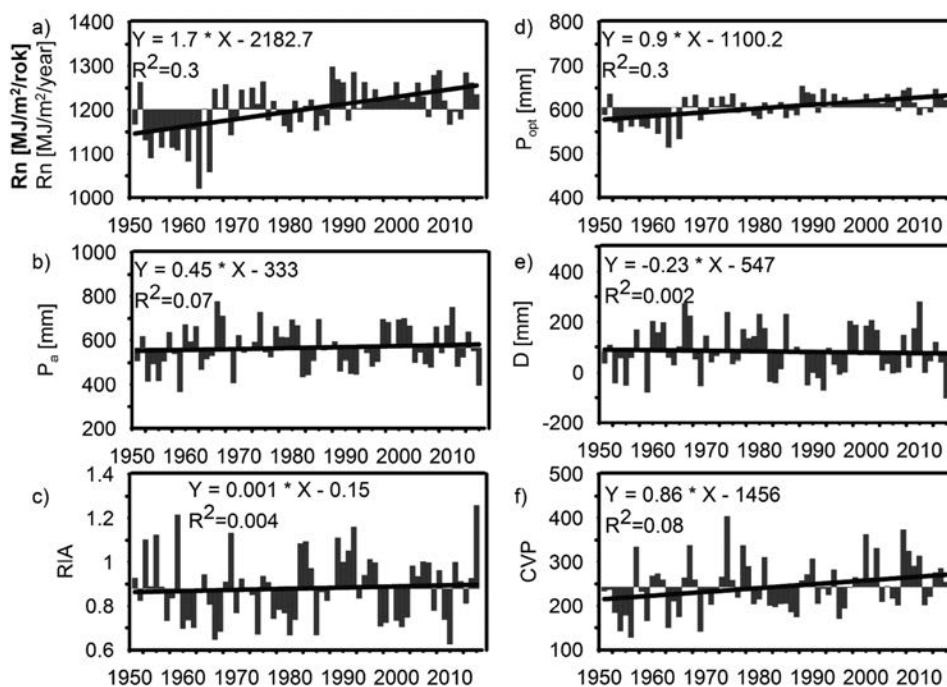 a)
1400
1300
1200
1100
1000
Y = 1.7 * X - 2182.7
R2=0.3
Rn [MJ/m2/rok]
Rn [MJ/m2/year]
1950 1960 1970 1980 1990 2000 2010
b)
1000
800
600
400
200
Y = 0.45 * X - 333
R2=0.07
Pa [mm]
1950 1960 1970 1980 1990 2000 2010
c)
1.4
1.2
1
0.8
0.6
Y = 0.001 * X - 0.15
R2=0.004
RIA
1950 1960 1970 1980 1990 2000 2010
d)
800
700
600
500
400
Y = 0.9 * X - 1100.2
R2=0.3
Popt [mm]
1950 1960 1970 1980 1990 2000 2010
e)
400
200
0
-200
Y = -0.23 * X - 547
R2=0.002
D [mm]
1950 1960 1970 1980 1990 2000 2010
f)
500
400
300
200
100
Y = 0.86 * X - 1456
R2=0.08
CVP
1950 1960 1970 1980 1990 2000 2010